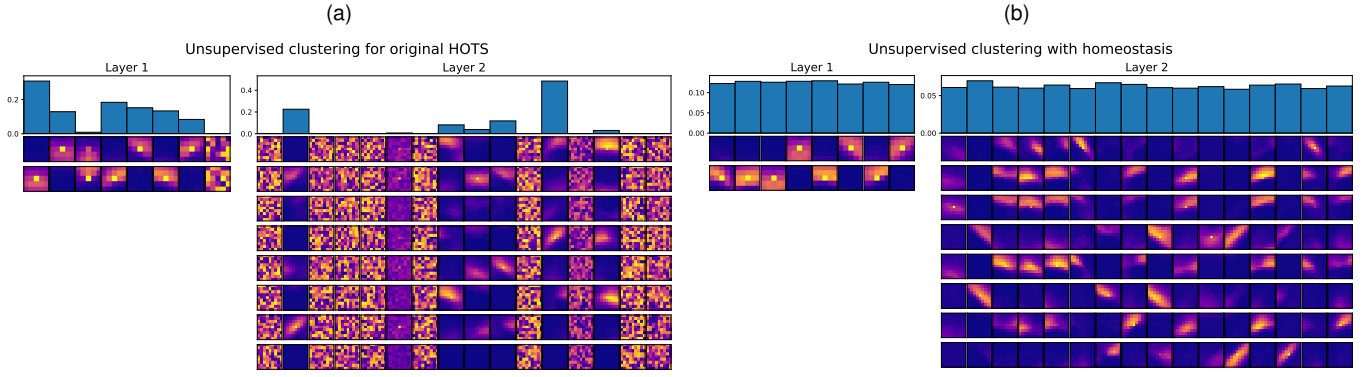 (a)
Unsupervised clustering for original HOTS
Layer 1
Layer 2
0.2
0.0
0.4
0.2
0.0
(b)
Unsupervised clustering with homeostasis
Layer 1
Layer 2
0.10
0.05
0.00
0.05
0.00